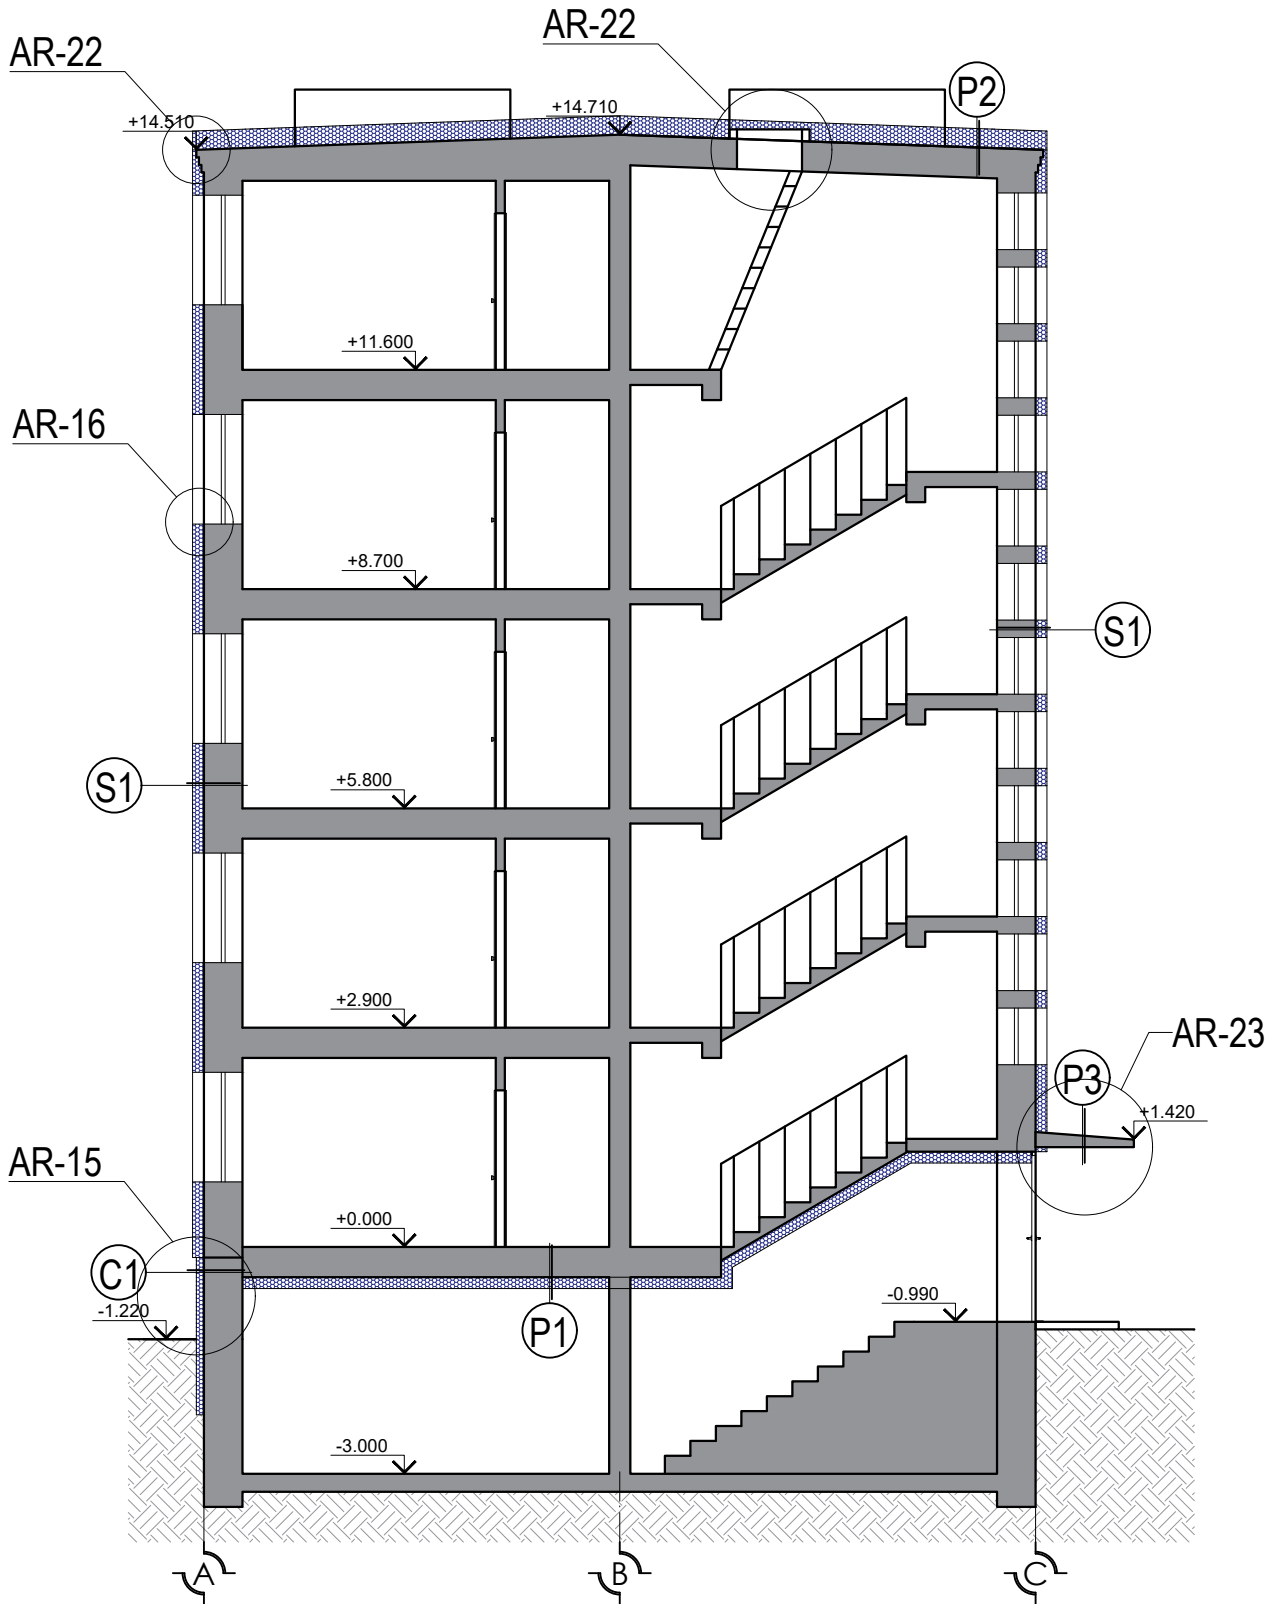 AR-22
AR-22
P2
+14.510
+14.710
+11.600
AR-16
+8.700
S1
S1
+5.800
+2.900
AR-23
P3
+1.420
AR-15
+0.000
C1
-1.220
-0.990
P1
-3.000
A
B
C